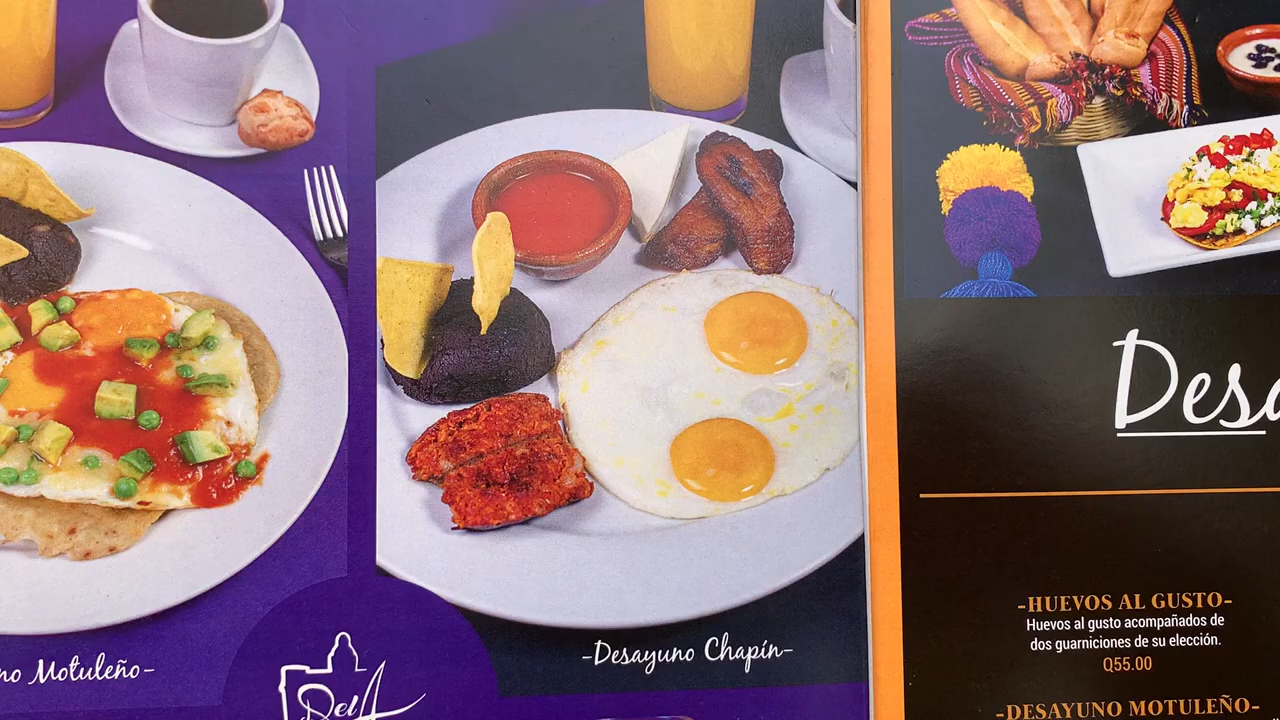 no Motuleño-
Del
-Desayuno Chapín-
Desa
-HUEVOS AL GUSTO-
Huevos al gusto acompañados de
dos guarniciones de su elección.
Q55.00
-DESAYUNO MOTULEÑO-